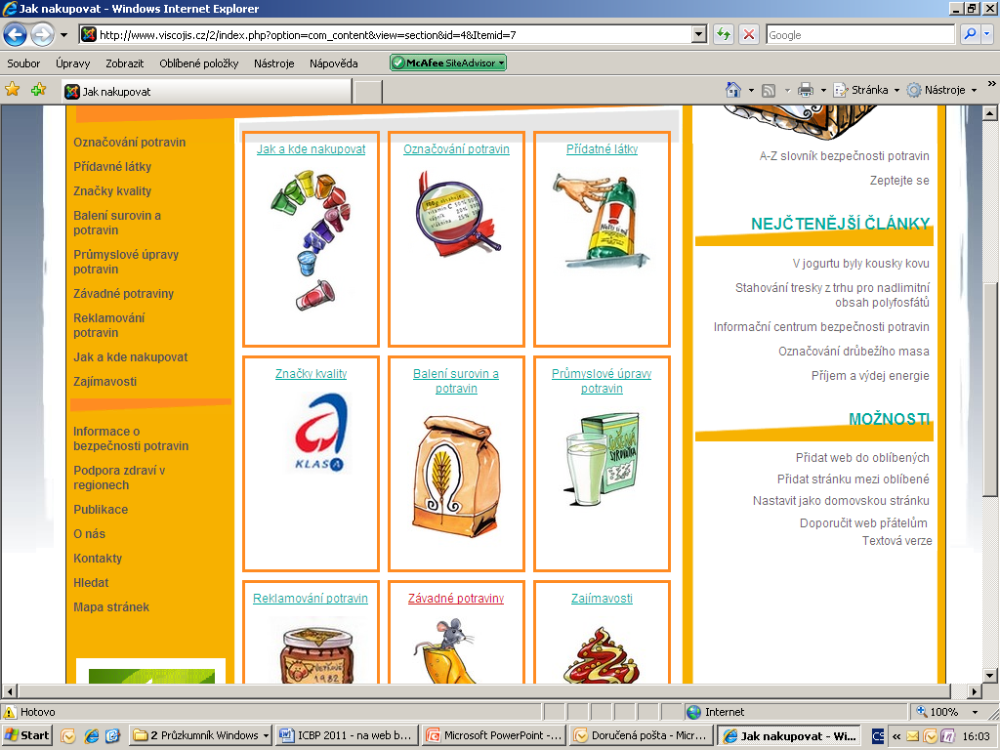 Jak nakupovat - Windows Internet Explorer
http://www.viscojis.cz/2/index.php?option=com_content&view=section&id=4&Itemid=7
Google
Soubor Úpravy Zobrazit Oblíbené položky Nástroje Nápověda
McAfee SiteAdvisor
Jak nakupovat
Stránka Nástroje
Označování potravin
Přídavné látky
Značky kvality
Balení surovin a
potravin
Průmyslové úpravy
potravin
Závadné potraviny
Reklamování
potravin
Jak a kde nakupovat
Zajímavosti
Informace o
bezpečnosti potravin
Podpora zdraví v
regionech
Publikace
O nás
Kontakty
Hledat
Mapa stránek
Jak a kde nakupovat
Označování potravin
Přídatné látky
Značky kvality
KLASA
Balení surovin a
potravin
Průmyslové úpravy
potravin
SYROVÁTKA
Reklamování potravin
1982
Závadné potraviny
Zajímavosti
A-Z slovník bezpečnosti potravin
Zeptejte se
NEJČTENĚJŠÍ ČLÁNKY
V jogurtu byly kousky kovu
Stahování tresky z trhu pro nadlimitní
obsah polyfosfátů
Informační centrum bezpečnosti potravin
Označování drůbežího masa
Příjem a výdej energie
MOŽNOSTI
Přidat web do oblíbených
Přidat stránku mezi oblíbené
Nastavit jako domovskou stránku
Doporučit web přátelům
Textová verze
Hotovo
Internet
100%
Start
2 Průzkumník Windows
ICBP 2011 - na web b...
Microsoft PowerPoint -...
Doručená pošta - Micr...
Jak nakupovat - Wi...
CS
16:03